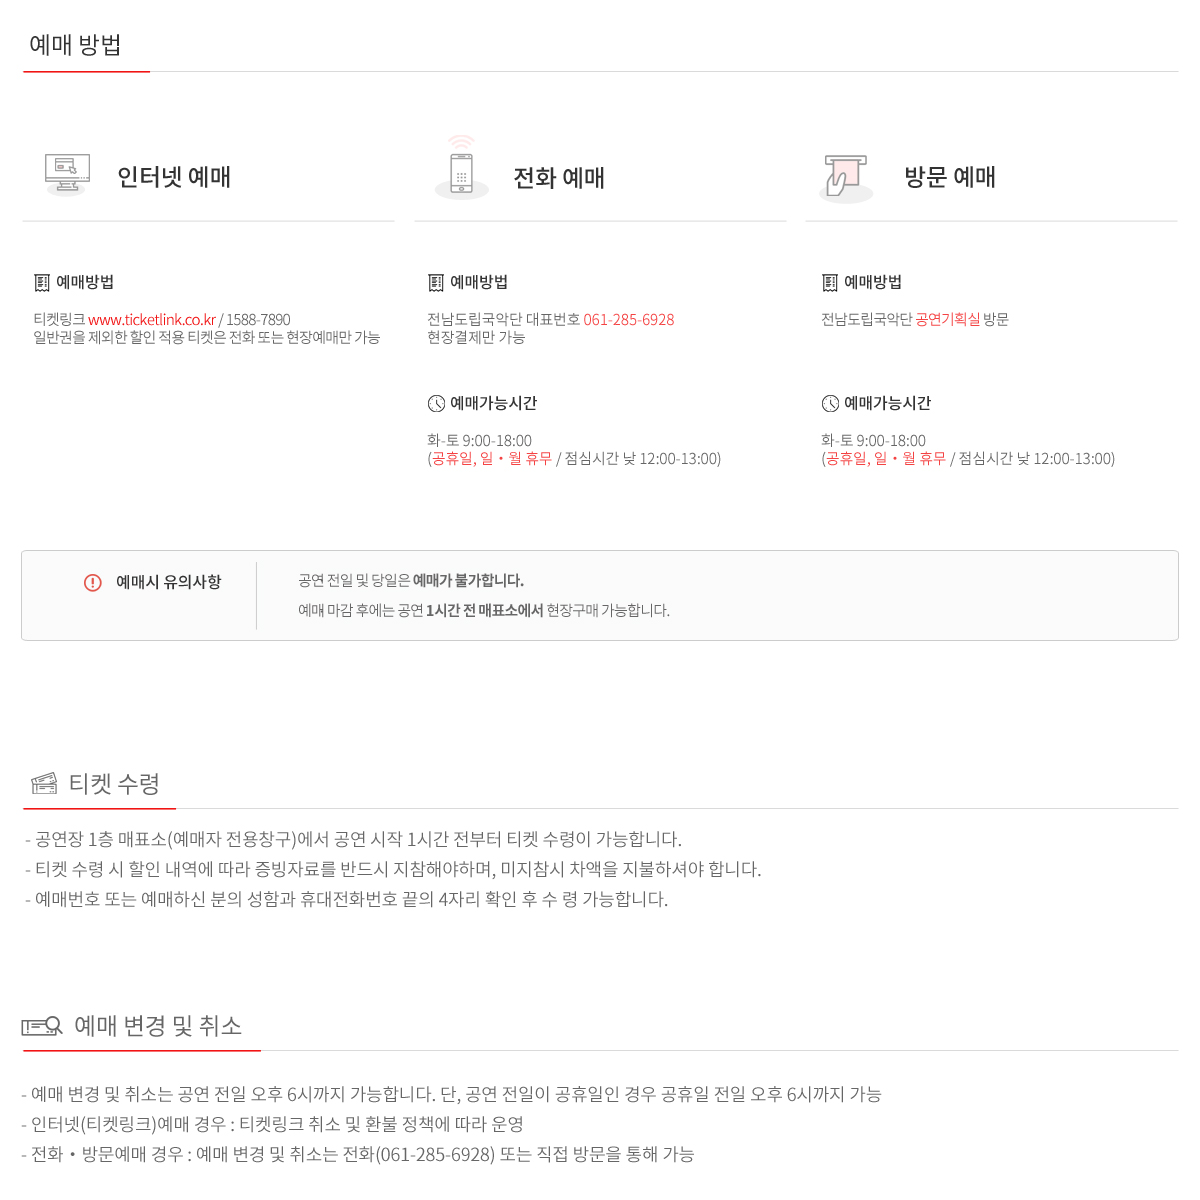 예매 방법
인터넷 예매
예매방법
티켓링크 www.ticketlink.co.kr / 1588-7890
일반권을 제외한 할인 적용 티켓은 전화 또는 현장예매만 가능
전화 예매
예매방법
전남도립국악단 대표번호 061-285-6928
현장결제만 가능
예매가능시간
화-토 9:00-18:00
(공휴일, 일・월 휴무 / 점심시간 낮 12:00-13:00)
방문 예매
예매방법
전남도립국악단 공연기획실 방문
예매가능시간
화-토 9:00-18:00
(공휴일, 일・월 휴무 / 점심시간 낮 12:00-13:00)
예매시 유의사항
공연 전일 및 당일은 예매가 불가합니다.
예매 마감 후에는 공연 1시간 전 매표소에서 현장구매 가능합니다.
티켓 수령
- 공연장 1층 매표소(예매자 전용창구)에서 공연 시작 1시간 전부터 티켓 수령이 가능합니다.
- 티켓 수령 시 할인 내역에 따라 증빙자료를 반드시 지참해야하며, 미지참시 차액을 지불하셔야 합니다.
- 예매번호 또는 예매하신 분의 성함과 휴대전화번호 끝의 4자리 확인 후 수 령 가능합니다.
예매 변경 및 취소
- 예매 변경 및 취소는 공연 전일 오후 6시까지 가능합니다. 단, 공연 전일이 공휴일인 경우 공휴일 전일 오후 6시까지 가능
- 인터넷(티켓링크)예매 경우 : 티켓링크 취소 및 환불 정책에 따라 운영
- 전화・방문예매 경우 : 예매 변경 및 취소는 전화(061-285-6928) 또는 직접 방문을 통해 가능